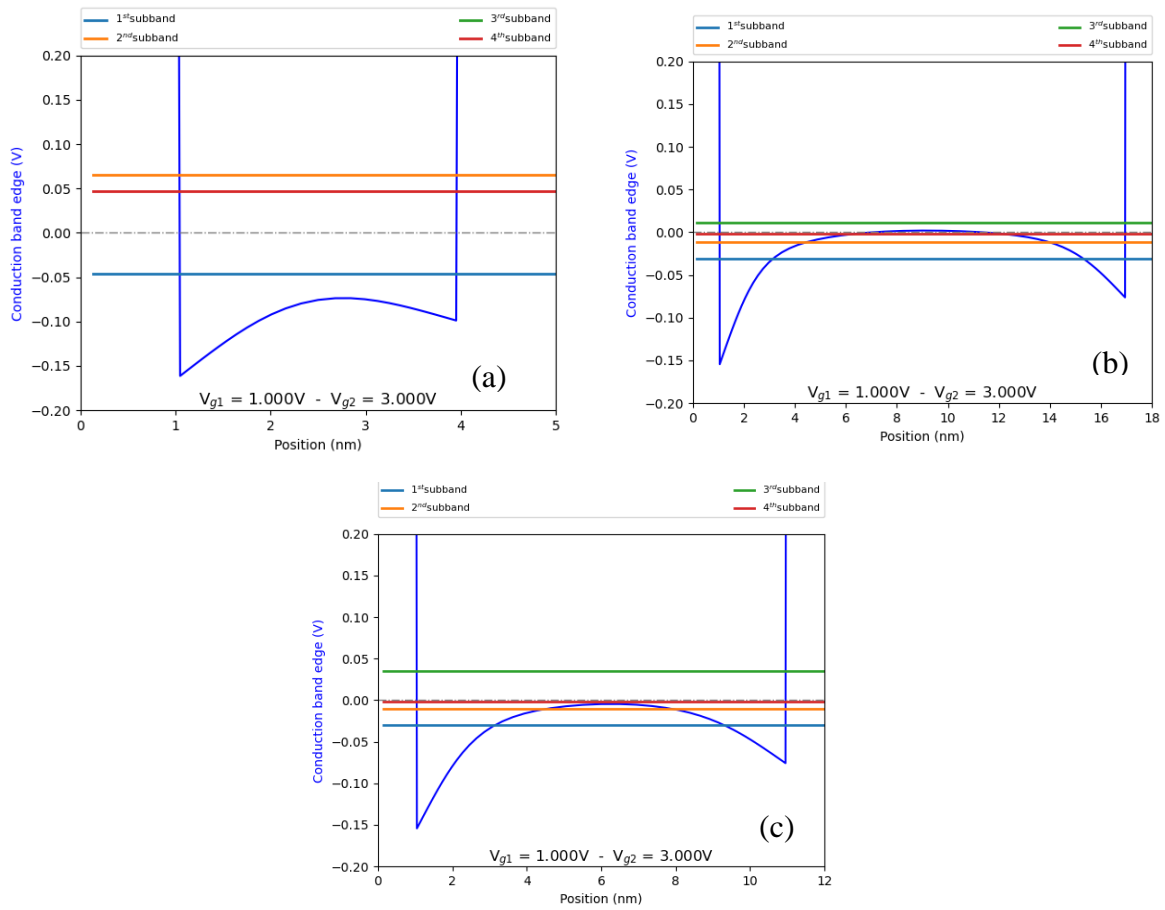 1ˢᵗsubband 3ʳᵈsubband
2ⁿᵈsubband 4ᵗʰsubband
Conduction band edge (V)
0.20
0.15
0.10
0.05
0.00
−0.05
−0.10
−0.15
−0.20
(a)
V_g1 = 1.000V - V_g2 = 3.000V
0 1 2 3 4 5
Position (nm)
1ˢᵗsubband 3ʳᵈsubband
2ⁿᵈsubband 4ᵗʰsubband
Conduction band edge (V)
0.20
0.15
0.10
0.05
0.00
−0.05
−0.10
−0.15
−0.20
(b)
V_g1 = 1.000V - V_g2 = 3.000V
0 2 4 6 8 10 12 14 16 18
Position (nm)
1ˢᵗsubband 3ʳᵈsubband
2ⁿᵈsubband 4ᵗʰsubband
Conduction band edge (V)
0.20
0.15
0.10
0.05
0.00
−0.05
−0.10
−0.15
−0.20
(c)
V_g1 = 1.000V - V_g2 = 3.000V
0 2 4 6 8 10 12
Position (nm)